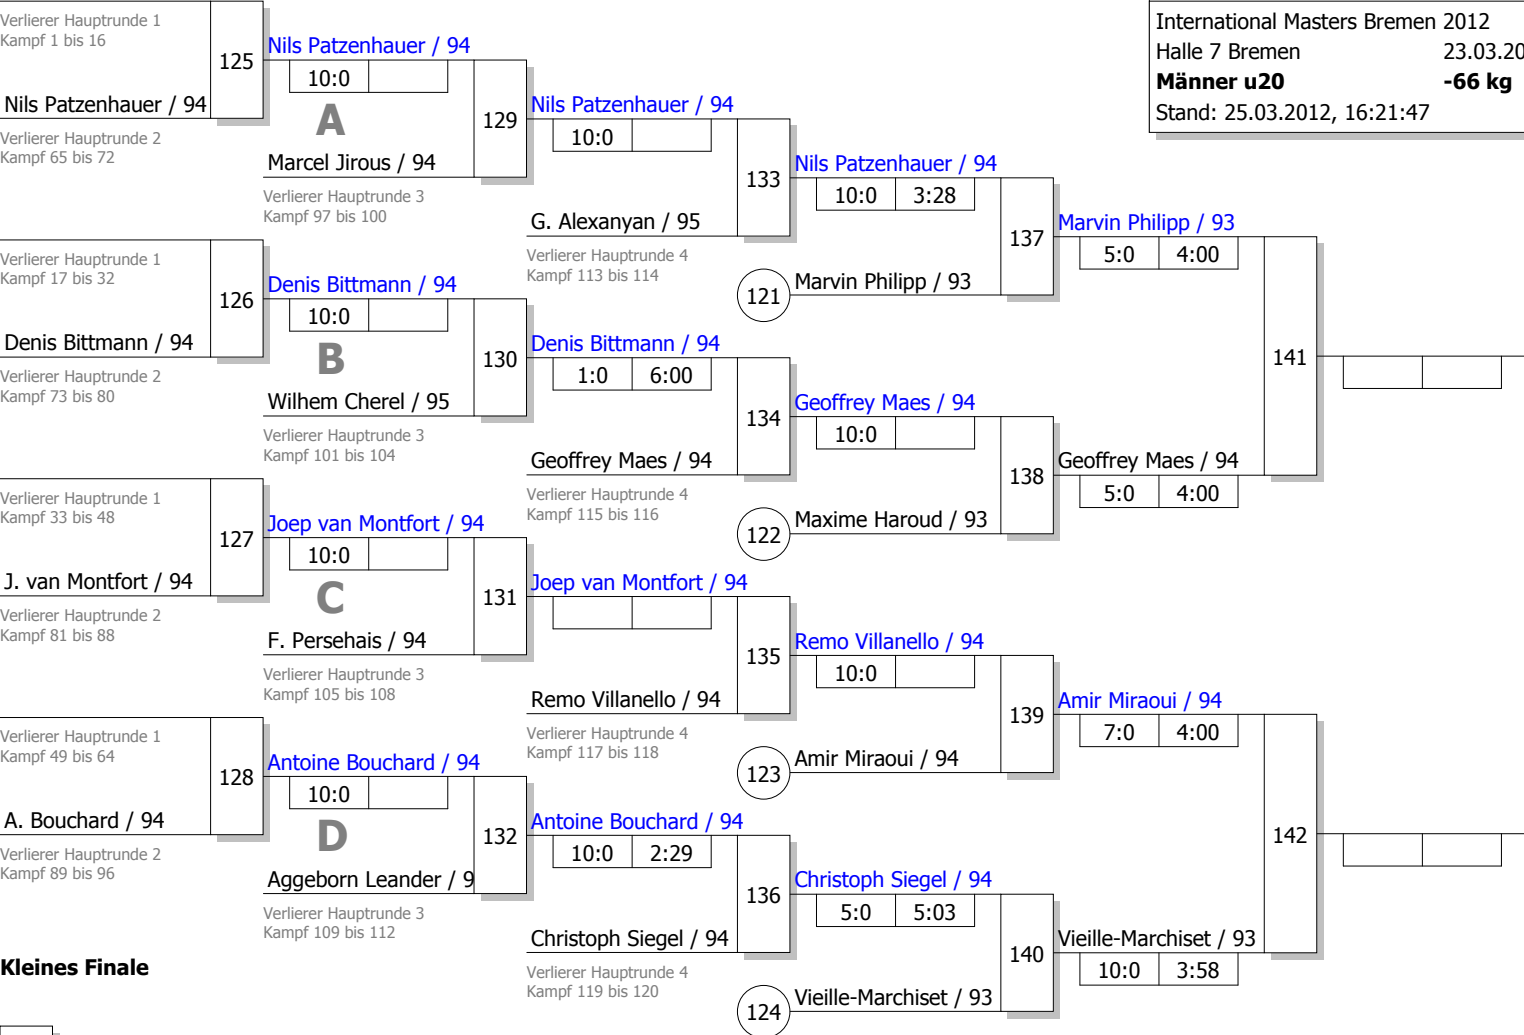 International Masters Bremen 2012
Halle 7 Bremen 23.03.20
Männer u20 -66 kg
Stand: 25.03.2012, 16:21:47
Verlierer Hauptrunde 1
Kampf 1 bis 16
125
Nils Patzenhauer / 94
Verlierer Hauptrunde 2
Kampf 65 bis 72
Verlierer Hauptrunde 1
Kampf 17 bis 32
126
Denis Bittmann / 94
Verlierer Hauptrunde 2
Kampf 73 bis 80
Verlierer Hauptrunde 1
Kampf 33 bis 48
127
J. van Montfort / 94
Verlierer Hauptrunde 2
Kampf 81 bis 88
Verlierer Hauptrunde 1
Kampf 49 bis 64
128
A. Bouchard / 94
Verlierer Hauptrunde 2
Kampf 89 bis 96
Kleines Finale
Nils Patzenhauer / 94
10:0
A
129
Marcel Jirous / 94
Verlierer Hauptrunde 3
Kampf 97 bis 100
Denis Bittmann / 94
10:0
B
130
Wilhem Cherel / 95
Verlierer Hauptrunde 3
Kampf 101 bis 104
Joep van Montfort / 94
10:0
C
131
F. Persehais / 94
Verlierer Hauptrunde 3
Kampf 105 bis 108
Antoine Bouchard / 94
10:0
D
132
Aggeborn Leander / 9
Verlierer Hauptrunde 3
Kampf 109 bis 112
Nils Patzenhauer / 94
10:0
133
G. Alexanyan / 95
Verlierer Hauptrunde 4
Kampf 113 bis 114
Denis Bittmann / 94
1:0 6:00
134
Geoffrey Maes / 94
Verlierer Hauptrunde 4
Kampf 115 bis 116
Joep van Montfort / 94
135
Remo Villanello / 94
Verlierer Hauptrunde 4
Kampf 117 bis 118
Antoine Bouchard / 94
10:0 2:29
136
Christoph Siegel / 94
Verlierer Hauptrunde 4
Kampf 119 bis 120
Nils Patzenhauer / 94
10:0 3:28
137
121 Marvin Philipp / 93
Geoffrey Maes / 94
10:0
138
122 Maxime Haroud / 93
Remo Villanello / 94
10:0
139
123 Amir Miraoui / 94
Christoph Siegel / 94
5:0 5:03
140
124 Vieille-Marchiset / 93
Marvin Philipp / 93
5:0 4:00
141
Geoffrey Maes / 94
5:0 4:00
Amir Miraoui / 94
7:0 4:00
142
Vieille-Marchiset / 93
10:0 3:58